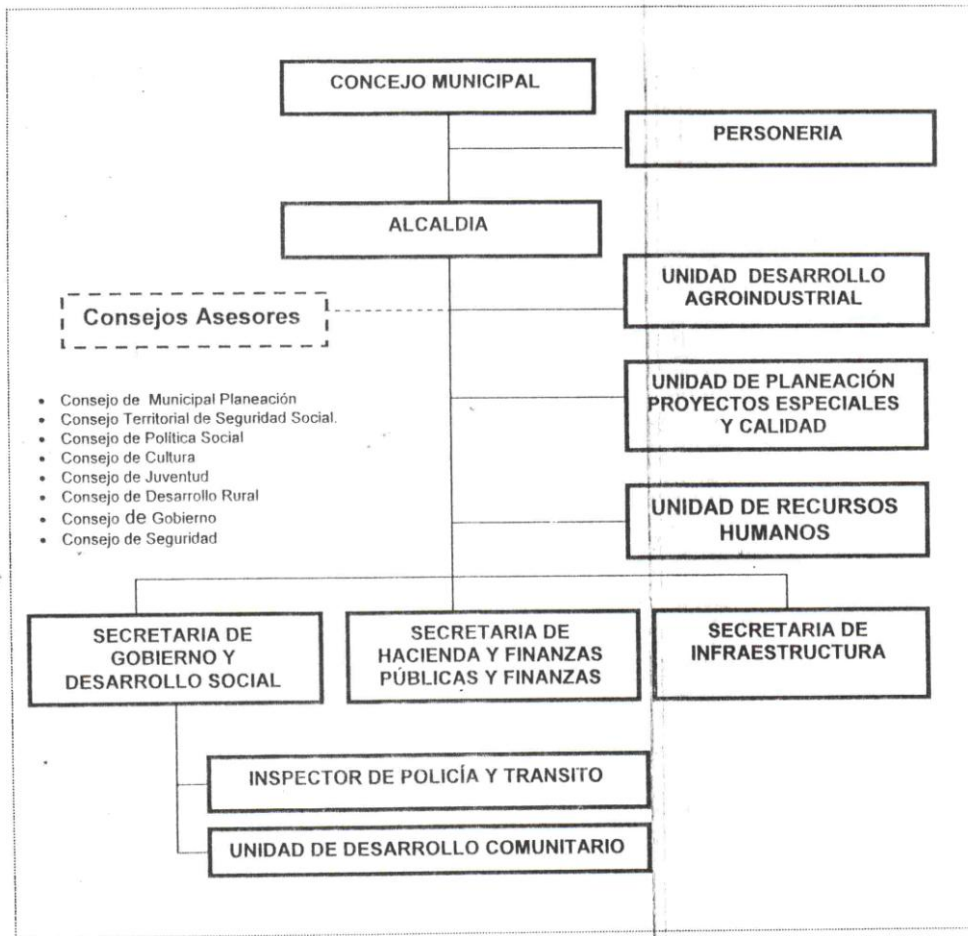 CONCEJO MUNICIPAL
PERSONERIA
ALCALDIA
UNIDAD DESARROLLO
AGROINDUSTRIAL
Consejos Asesores
UNIDAD DE PLANEACIÓN
PROYECTOS ESPECIALES
Y CALIDAD
• Consejo de Municipal Planeación
• Consejo Territorial de Seguridad Social.
• Consejo de Política Social
• Consejo de Cultura
• Consejo de Juventud
• Consejo de Desarrollo Rural
• Consejo de Gobierno
• Consejo de Seguridad
UNIDAD DE RECURSOS
HUMANOS
SECRETARIA DE
GOBIERNO Y
DESARROLLO SOCIAL
SECRETARIA DE
HACIENDA Y FINANZAS
PÚBLICAS Y FINANZAS
SECRETARIA DE
INFRAESTRUCTURA
INSPECTOR DE POLICÍA Y TRANSITO
UNIDAD DE DESARROLLO COMUNITARIO